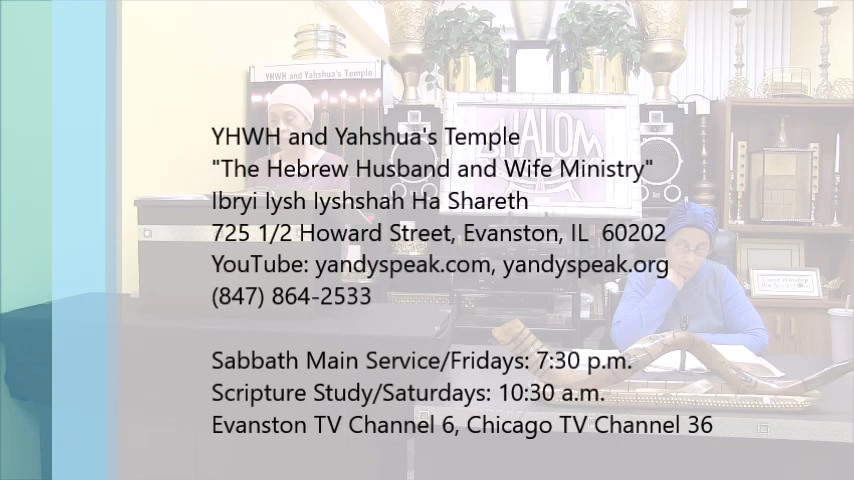 YHWH and Yahshua's Temple
SHALOM
YHWH and Yahshua's Temple
"The Hebrew Husband and Wife Ministry"
Ibryi Iysh Iyshshah Ha Shareth
725 1/2 Howard Street, Evanston, IL 60202
YouTube: yandyspeak.com, yandyspeak.org
(847) 864-2533
Sabbath Main Service/Fridays: 7:30 p.m.
Scripture Study/Saturdays: 10:30 a.m.
Evanston TV Channel 6, Chicago TV Channel 36